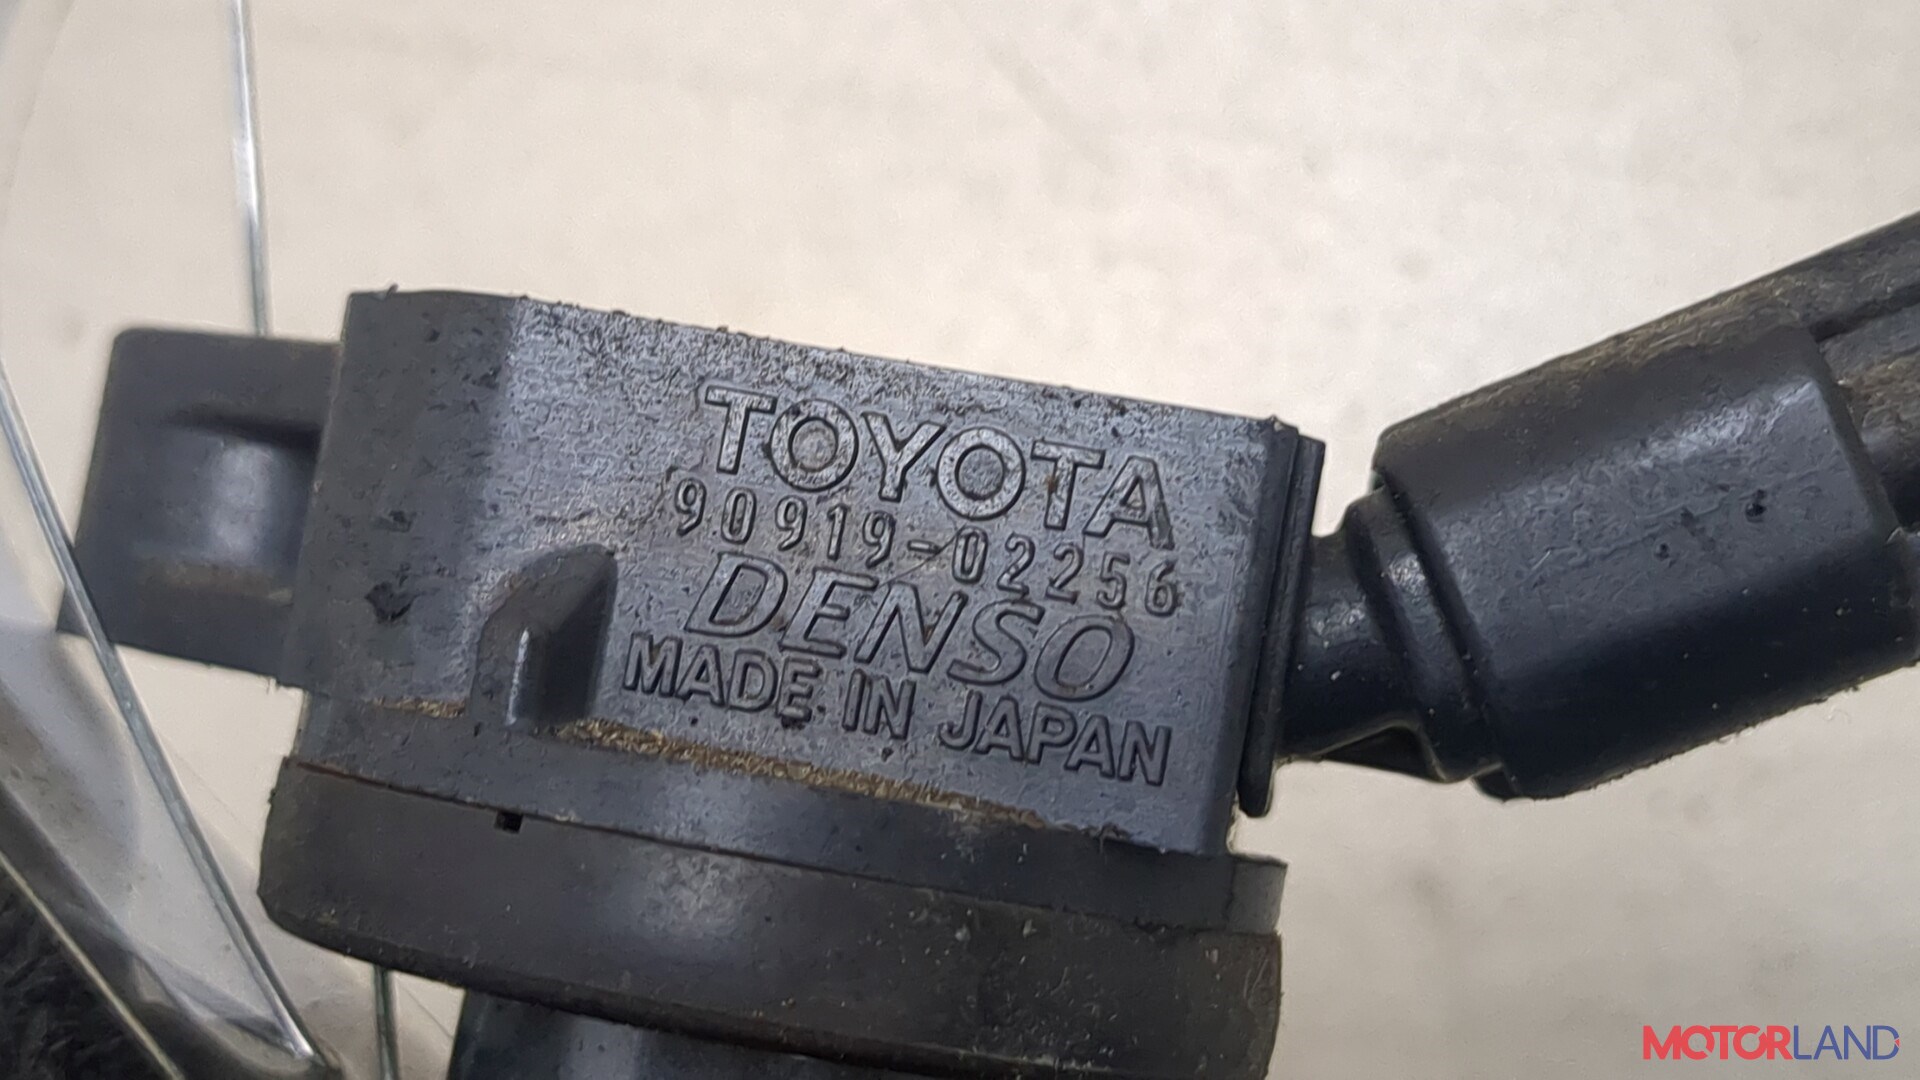 TOYOTA
90919-02256
DENSO
MADE IN JAPAN
MOTORLAND